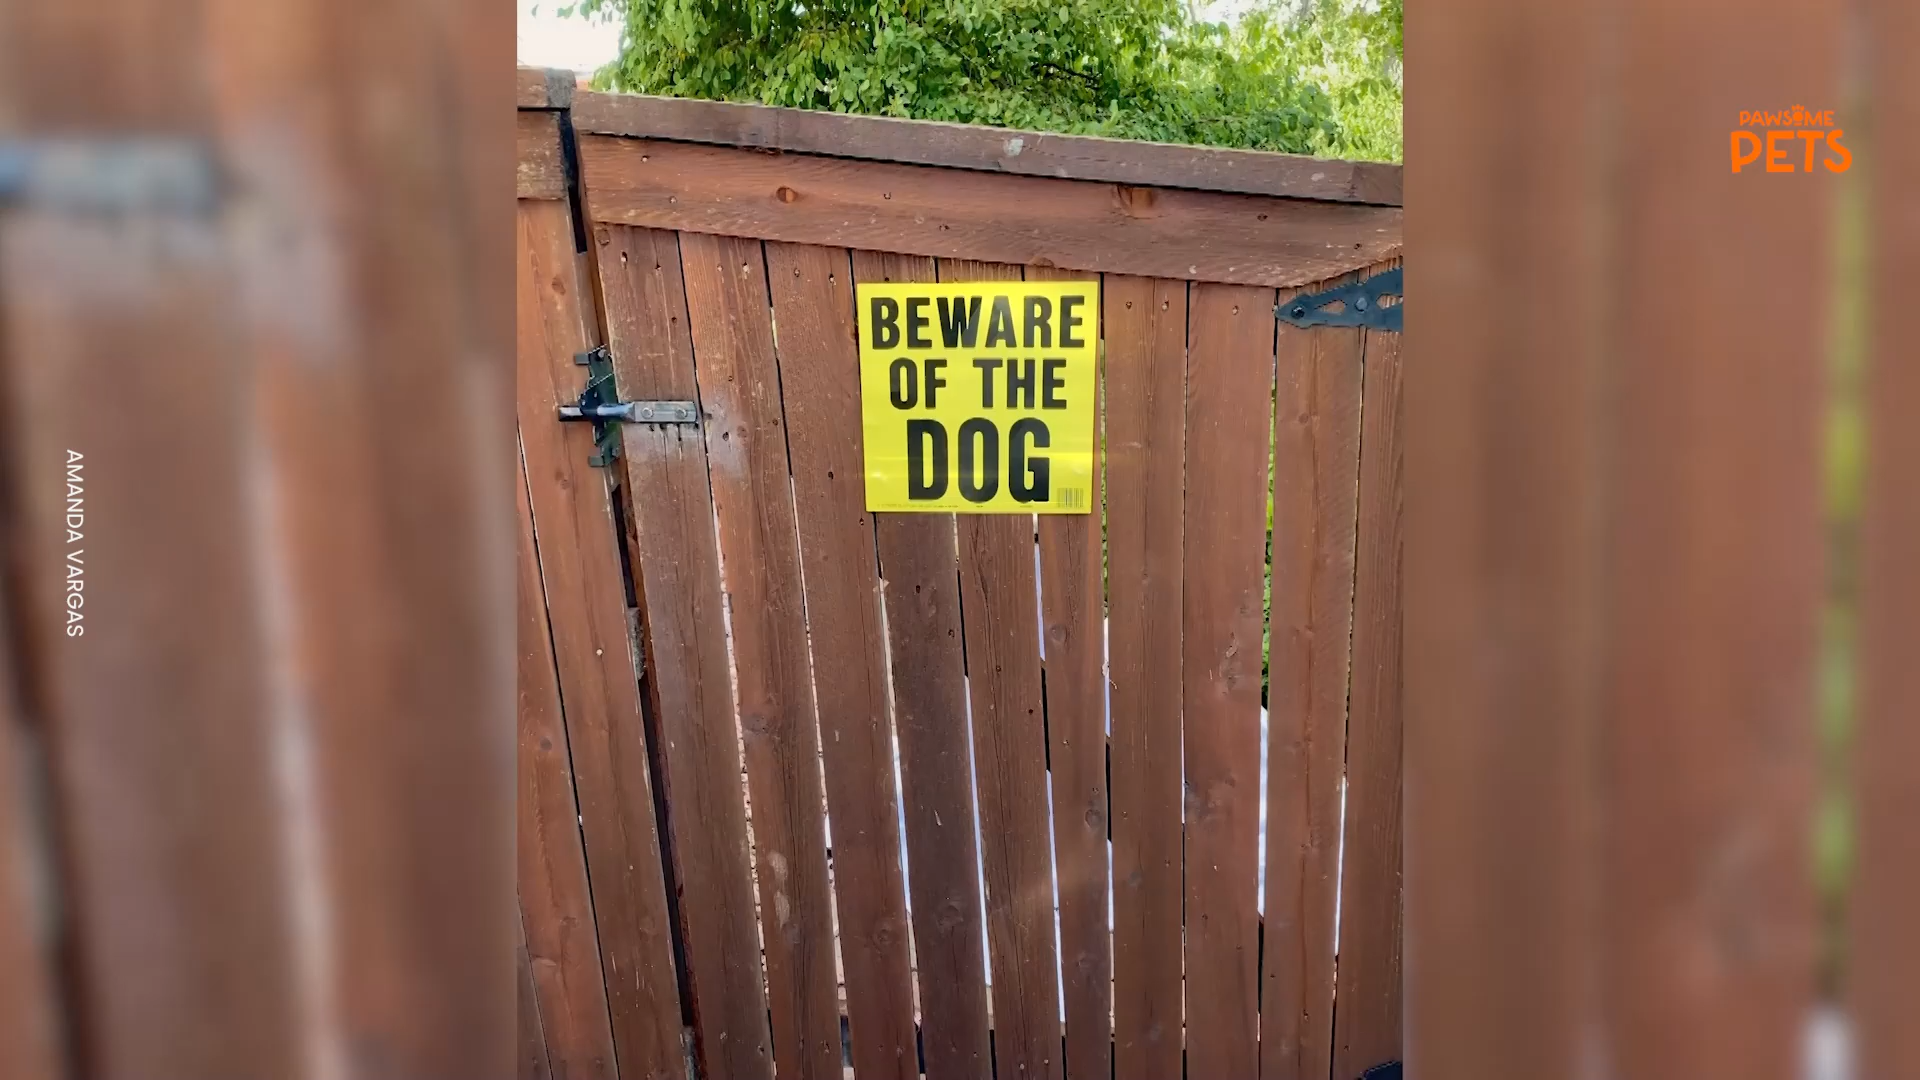 PAWSOME
PETS
BEWARE
OF THE
DOG
AMANDA VARGAS